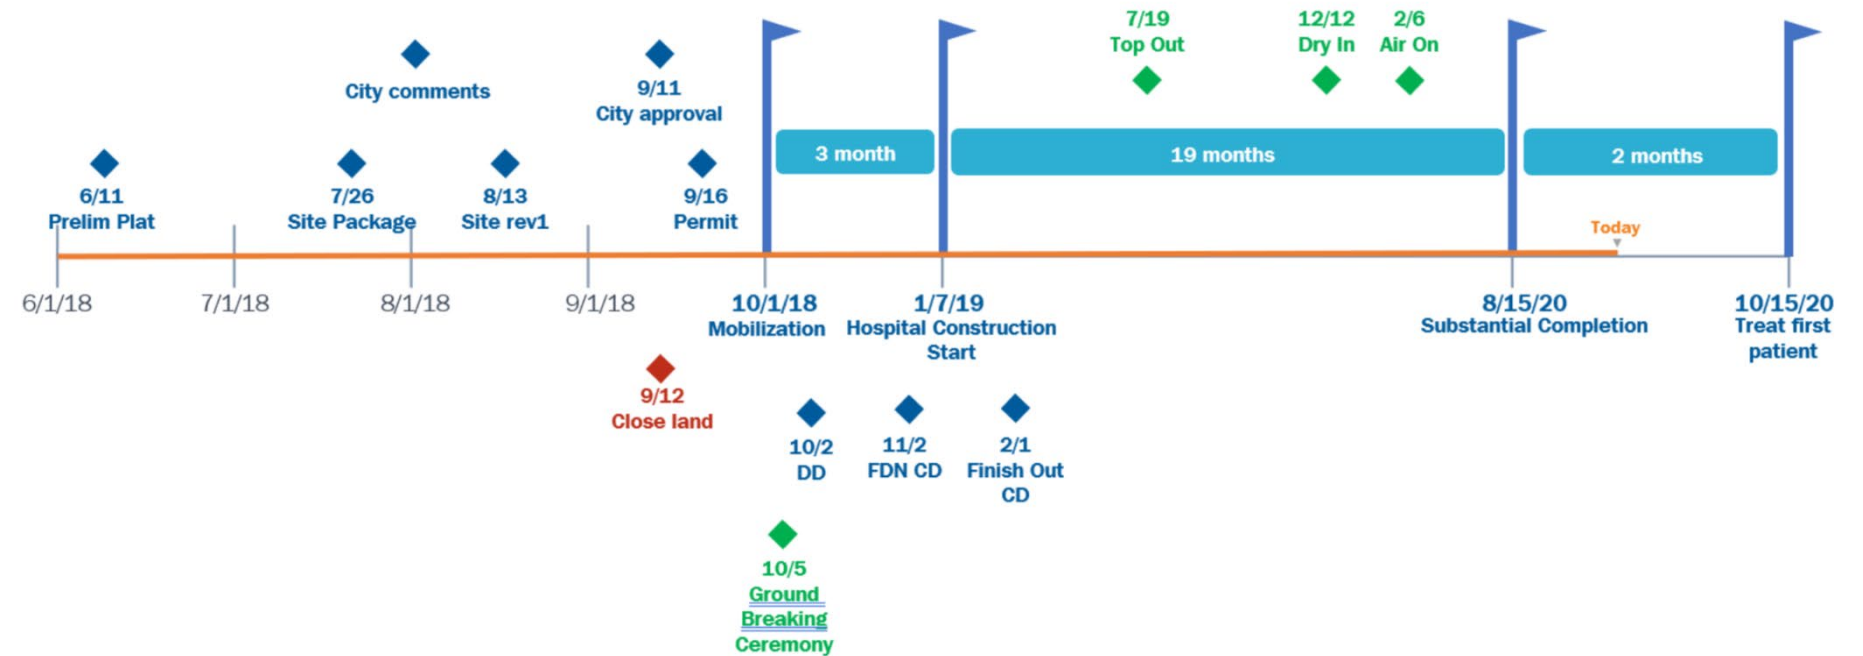 7/19
Top Out
12/12
Dry In
2/6
Air On
City comments
9/11
City approval
3 month
19 months
2 months
6/11
Prelim Plat
7/26
Site Package
8/13
Site rev1
9/16
Permit
Today
6/1/18
7/1/18
8/1/18
9/1/18
10/1/18
Mobilization
1/7/19
Hospital Construction
Start
8/15/20
Substantial Completion
10/15/20
Treat first
patient
9/12
Close land
10/2
DD
11/2
FDN CD
2/1
Finish Out
CD
10/5
Ground
Breaking
Ceremony